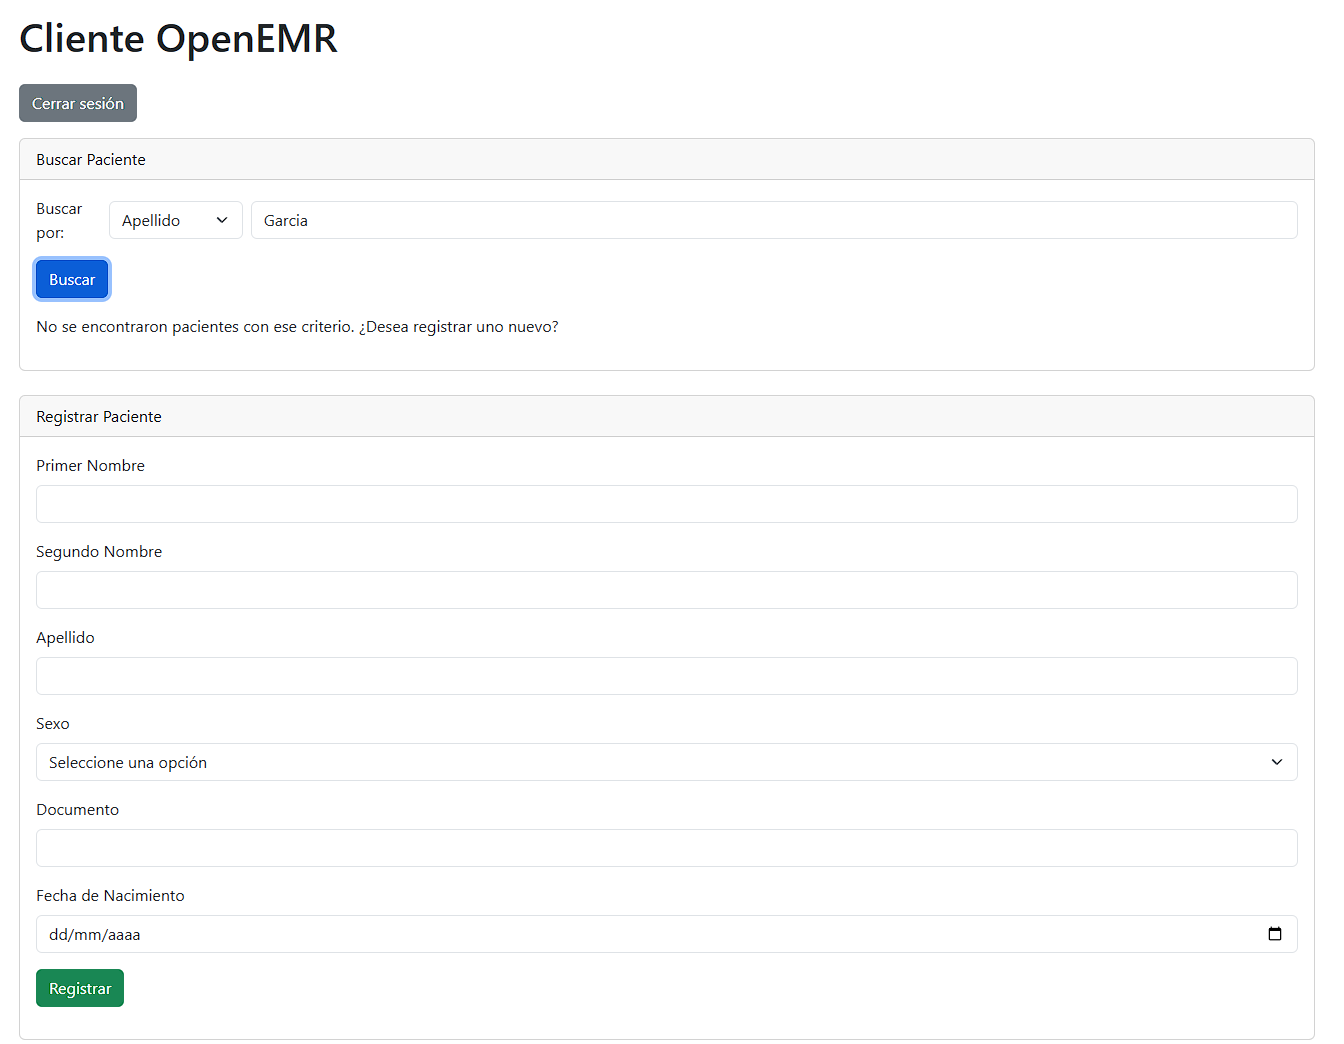 Cliente OpenEMR
Cerrar sesión
Buscar Paciente
Buscar
por:
Apellido
Garcia
Buscar
No se encontraron pacientes con ese criterio. ¿Desea registrar uno nuevo?
Registrar Paciente
Primer Nombre
Segundo Nombre
Apellido
Sexo
Seleccione una opción
Documento
Fecha de Nacimiento
dd/mm/aaaa
Registrar